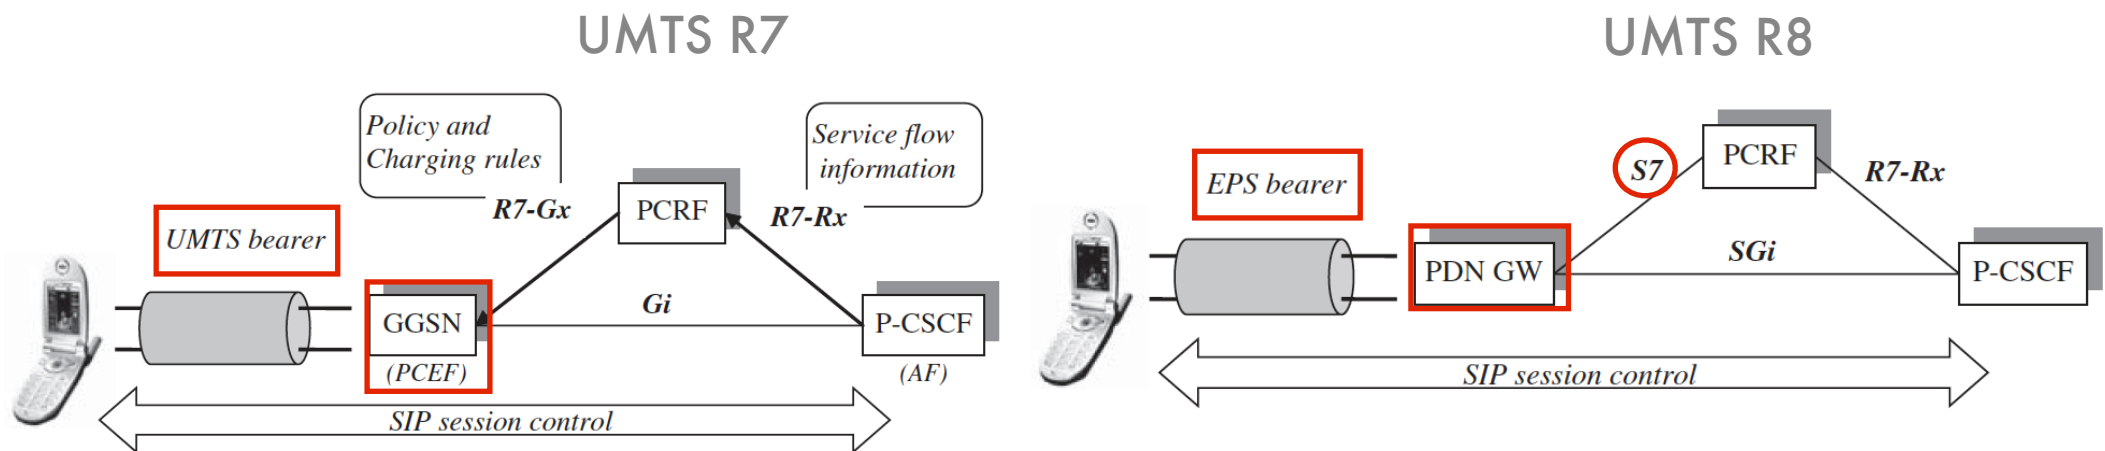 UMTS R7
Policy and
Charging rules
Service flow
information
R7-Gx
PCRF
R7-Rx
UMTS bearer
GGSN
Gi
P-CSCF
(PCEF)
(AF)
SIP session control
UMTS R8
PCRF
S7
R7-Rx
EPS bearer
SGi
PDN GW
P-CSCF
SIP session control